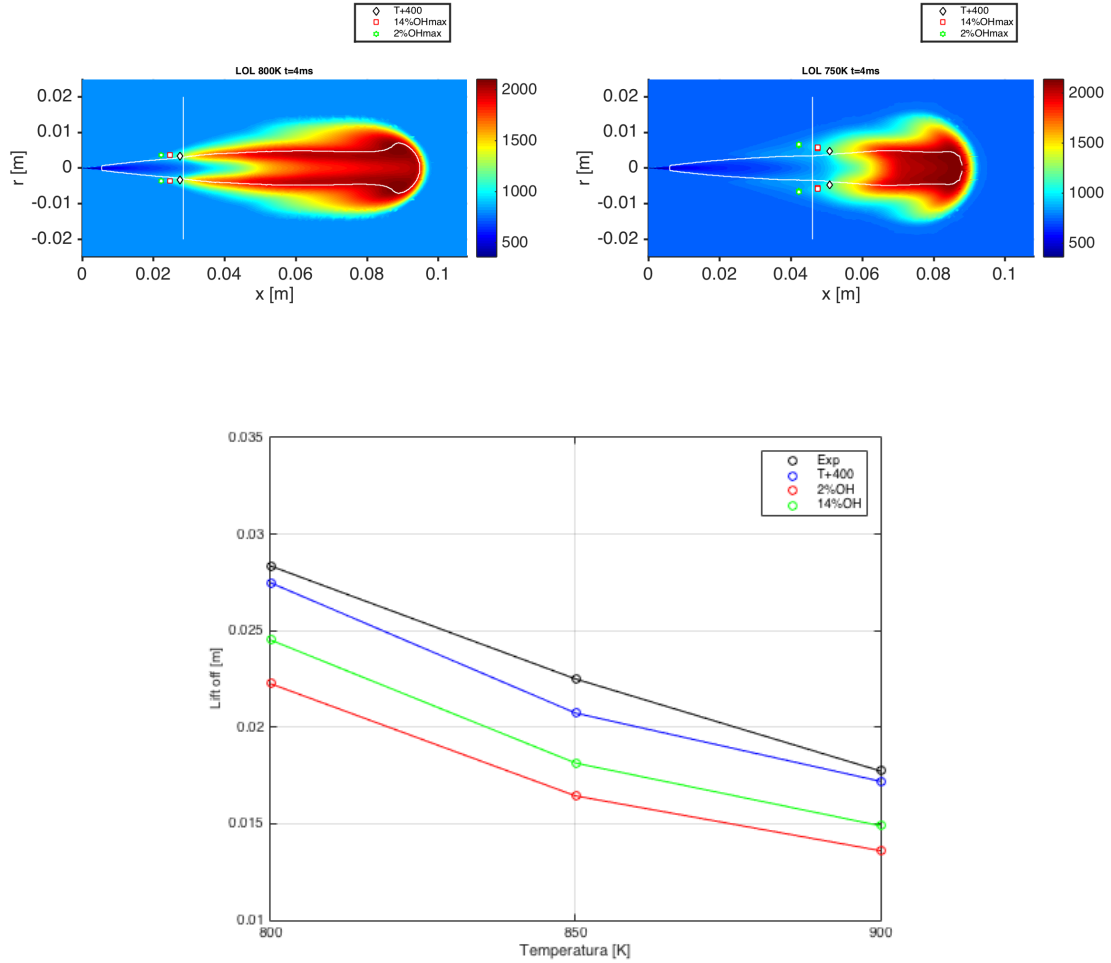 T+400
14%OHmax
2%OHmax
LOL 800K t=4ms
0.02
0.01
0
-0.01
-0.02
r [m]
0
0.02
0.04
0.06
0.08
0.1
x [m]
2000
1500
1000
500
T+400
14%OHmax
2%OHmax
LOL 750K t=4ms
0.02
0.01
0
-0.01
-0.02
r [m]
0
0.02
0.04
0.06
0.08
0.1
x [m]
2000
1500
1000
500
0.035
0.03
0.025
0.02
0.015
0.01
Lift off [m]
Exp
T+400
2%OH
14%OH
800
850
900
Temperatura [K]